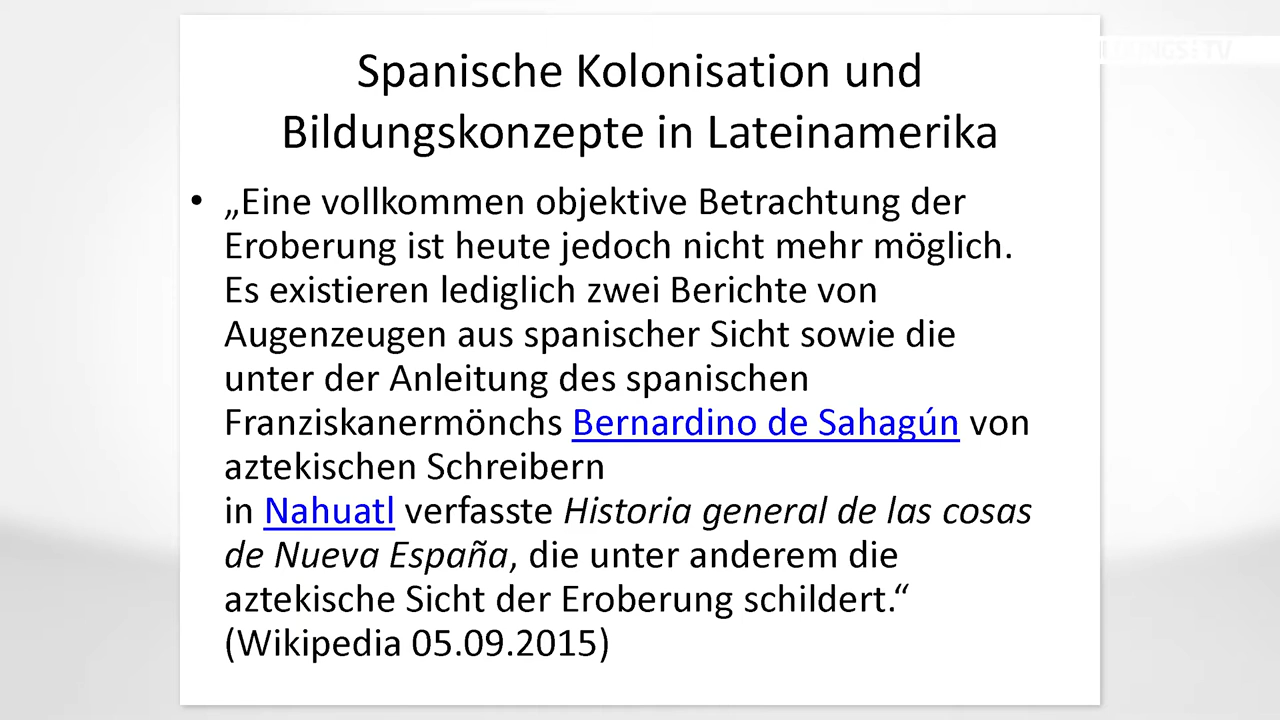 Spanische Kolonisation und
Bildungskonzepte in Lateinamerika
• „Eine vollkommen objektive Betrachtung der
Eroberung ist heute jedoch nicht mehr möglich.
Es existieren lediglich zwei Berichte von
Augenzeugen aus spanischer Sicht sowie die
unter der Anleitung des spanischen
Franziskanermönchs Bernardino de Sahagún von
aztekischen Schreibern
in Nahuatl verfasste Historia general de las cosas
de Nueva España, die unter anderem die
aztekische Sicht der Eroberung schildert.“
(Wikipedia 05.09.2015)